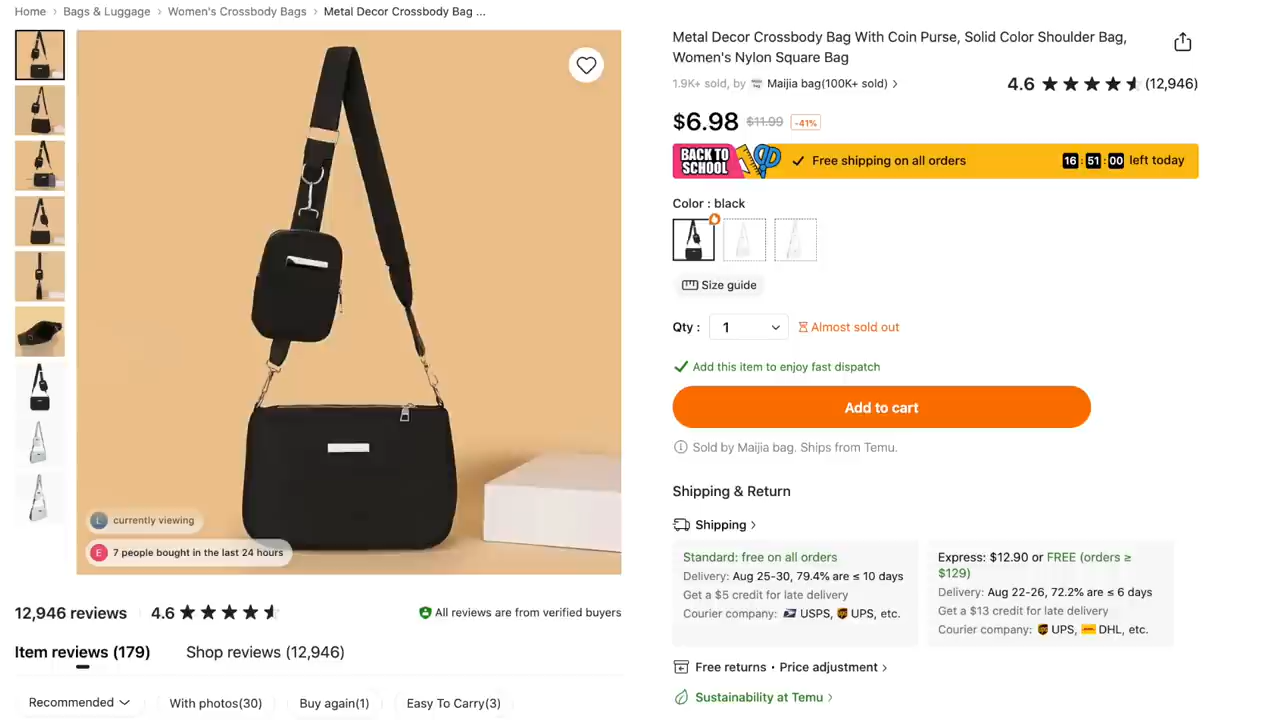 Home > Bags & Luggage > Women's Crossbody Bags > Metal Decor Crossbody Bag ...
currently viewing
7 people bought in the last 24 hours
12,946 reviews
4.6
All reviews are from verified buyers
Item reviews (179)
Shop reviews (12,946)
Recommended
With photos(30)
Buy again(1)
Easy To Carry(3)
Metal Decor Crossbody Bag With Coin Purse, Solid Color Shoulder Bag,
Women's Nylon Square Bag
1.9K+ sold, by Maijia bag(100K+ sold) >
4.6 (12,946)
$6.98 $11.99 -41%
BACK TO
SCHOOL
Free shipping on all orders
16 : 51 : 00 left today
Color : black
Size guide
Qty : 1 Almost sold out
Add this item to enjoy fast dispatch
Add to cart
Sold by Maijia bag. Ships from Temu.
Shipping & Return
Shipping >
Standard: free on all orders
Delivery: Aug 25-30, 79.4% are ≤ 10 days
Get a $5 credit for late delivery
Courier company: USPS, UPS, etc.
Express: $12.90 or FREE (orders ≥
$129)
Delivery: Aug 22-26, 72.2% are ≤ 6 days
Get a $13 credit for late delivery
Courier company: UPS, DHL, etc.
Free returns · Price adjustment >
Sustainability at Temu >